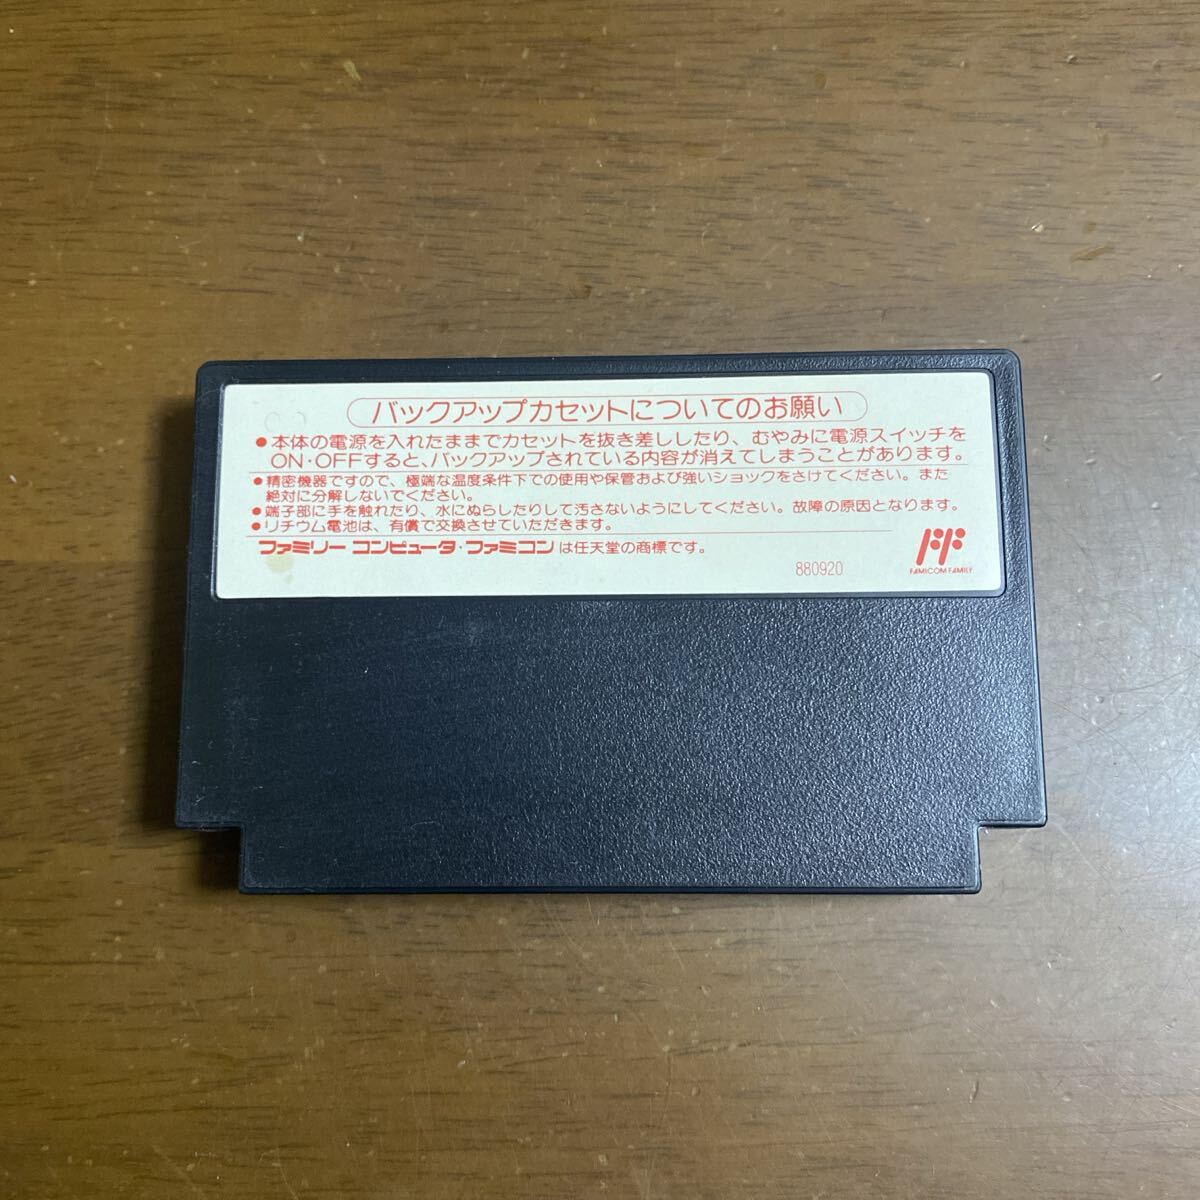 バックアップカセットについてのお願い
●本体の電源を入れたままでカセットを抜き差ししたり、むやみに電源スイッチを
ON・OFFすると、バックアップされている内容が消えてしまうことがあります。
●精密機器ですので、極端な温度条件下での使用や保管および強いショックをさけてください。また
絶対に分解しないでください。
●端子部に手を触れたり、水にぬらしたりして汚さないようにしてください。故障の原因となります。
●リチウム電池は、有償で交換させていただきます。
ファミリー コンピュータ・ファミコン は任天堂の商標です。
880920
FAMICOM FAMILY